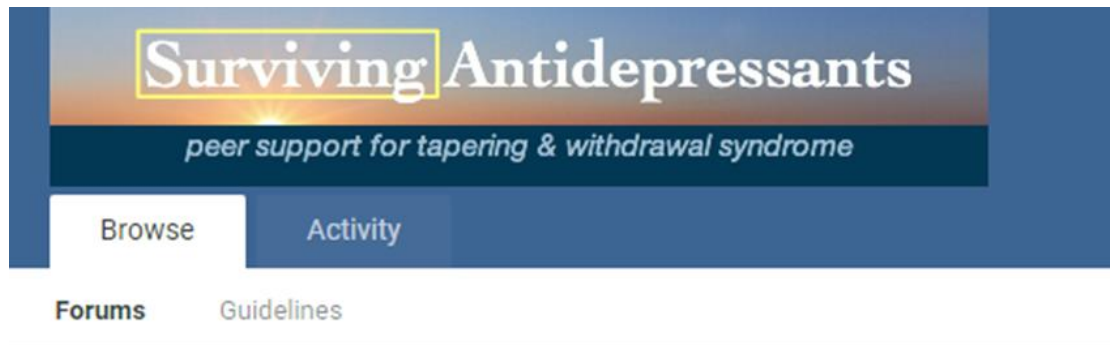 Surviving Antidepressants
peer support for tapering & withdrawal syndrome
Browse Activity
Forums Guidelines